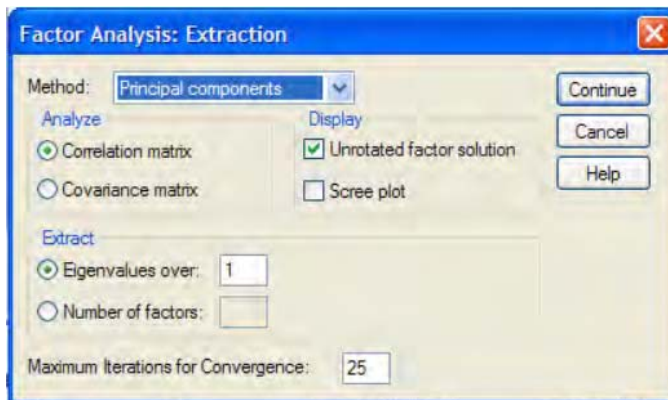 Factor Analysis: Extraction
Method: Principal components
Continue
Analyze
Display
Cancel
Correlation matrix
Unrotated factor solution
Help
Covariance matrix
Scree plot
Extract
Eigenvalues over: 1
Number of factors:
Maximum Iterations for Convergence: 25